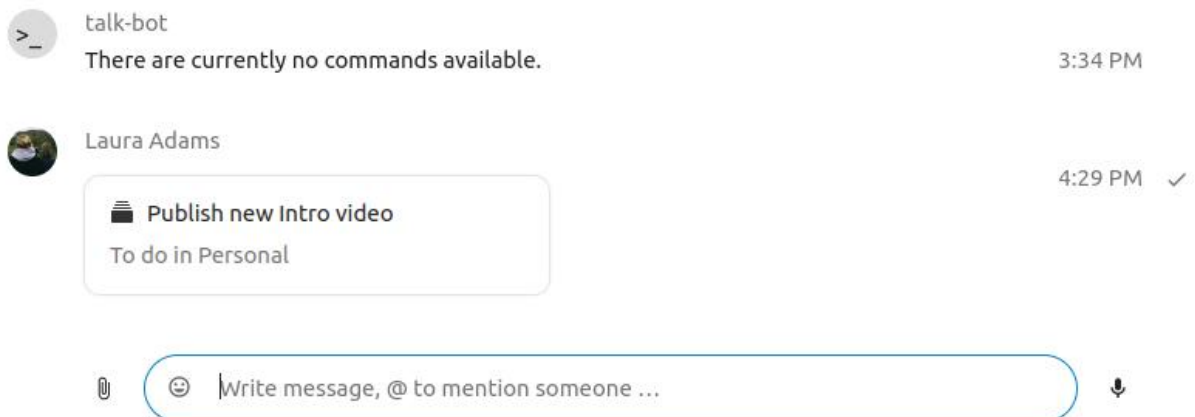 talk-bot
>_ There are currently no commands available. 3:34 PM
Laura Adams
4:29 PM
Publish new Intro video
To do in Personal
Write message, @ to mention someone …